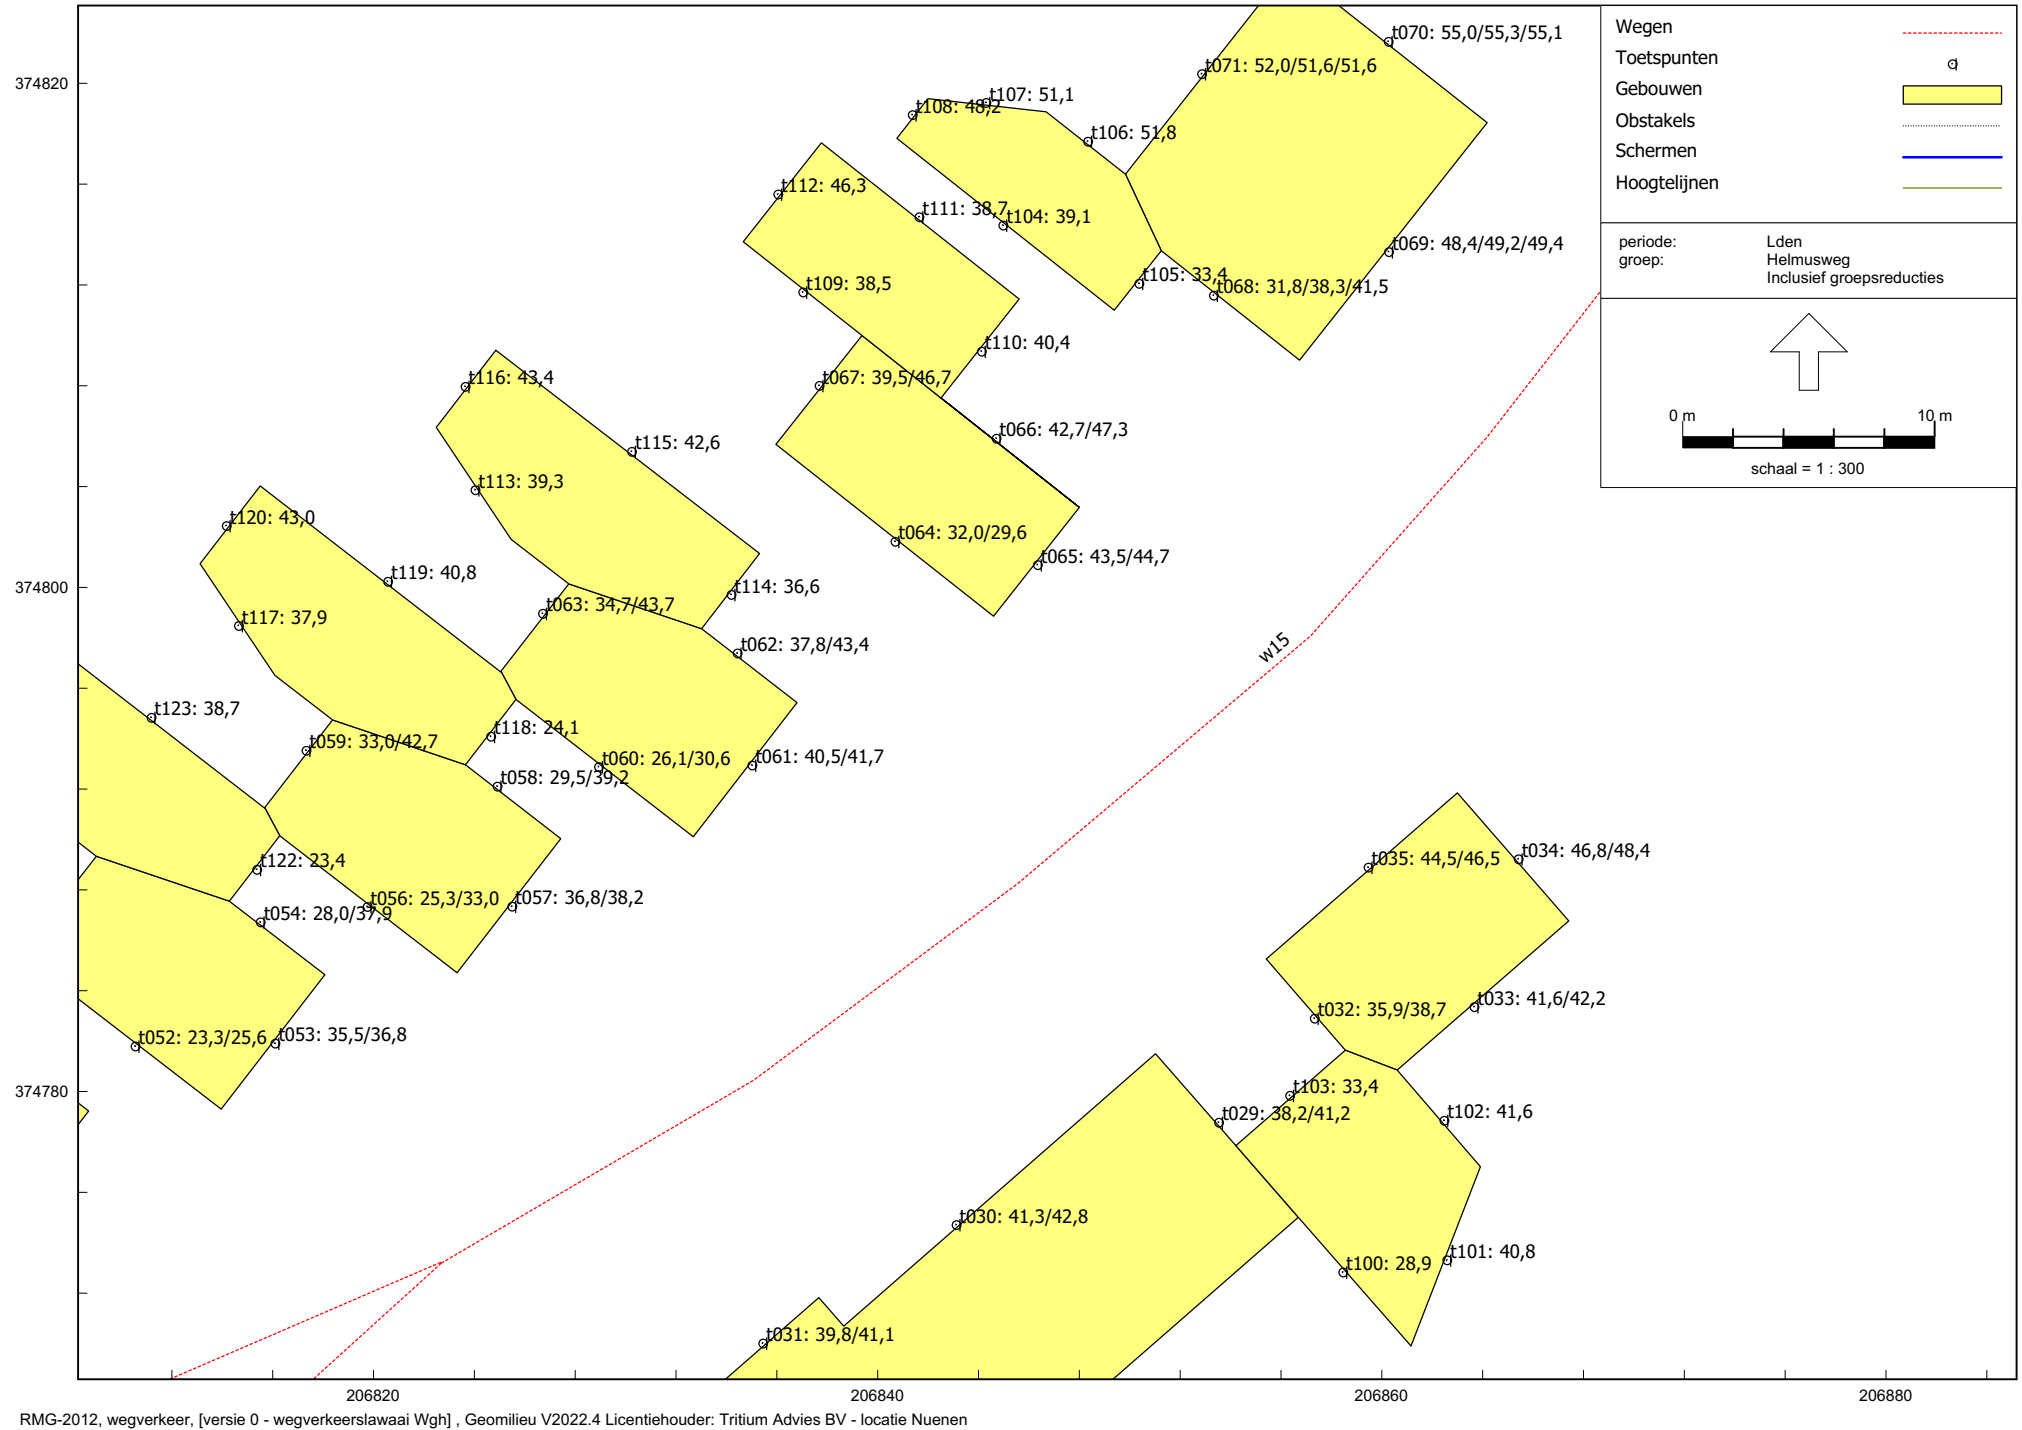 Wegen
Toetspunten
Gebouwen
Obstakels
Schermen
Hoogtelijnen
periode: Lden
groep: Helmusweg
Inclusief groepsreducties
0 m 10 m
schaal = 1 : 300
374820
374800
374780
t070: 55,0/55,3/55,1
t071: 52,0/51,6/51,6
t107: 51,1
t108: 48,2
t106: 51,8
t112: 46,3
t111: 38,7
t104: 39,1
t069: 48,4/49,2/49,4
t105: 33,4
t068: 31,8/38,3/41,5
t109: 38,5
t110: 40,4
t116: 43,4
t067: 39,5/46,7
t066: 42,7/47,3
t115: 42,6
t113: 39,3
t120: 43,0
t064: 32,0/29,6
t065: 43,5/44,7
t119: 40,8
t114: 36,6
t063: 34,7/43,7
t117: 37,9
t062: 37,8/43,4
w15
t123: 38,7
t118: 24,1
t059: 33,0/42,7
t060: 26,1/30,6
t061: 40,5/41,7
t058: 29,5/39,2
t035: 44,5/46,5
t034: 46,8/48,4
t122: 23,4
t056: 25,3/33,0
t057: 36,8/38,2
t054: 28,0/37,9
t033: 41,6/42,2
t032: 35,9/38,7
t052: 23,3/25,6
t053: 35,5/36,8
t103: 33,4
t029: 38,2/41,2
t102: 41,6
t030: 41,3/42,8
t101: 40,8
t100: 28,9
t031: 39,8/41,1
206820 206840 206860 206880
RMG-2012, wegverkeer, [versie 0 - wegverkeerslawaai Wgh] , Geomilieu V2022.4 Licentiehouder: Tritium Advies BV - locatie Nuenen